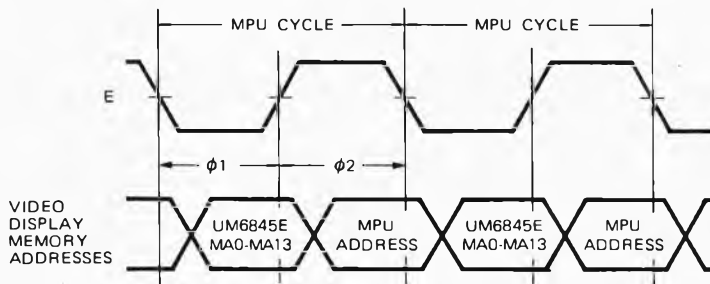 MPU CYCLE MPU CYCLE
E
ϕ1 ϕ2
VIDEO
DISPLAY
MEMORY
ADDRESSES
UM6845E MPU UM6845E MPU
MA0-MA13 ADDRESS MA0-MA13 ADDRESS